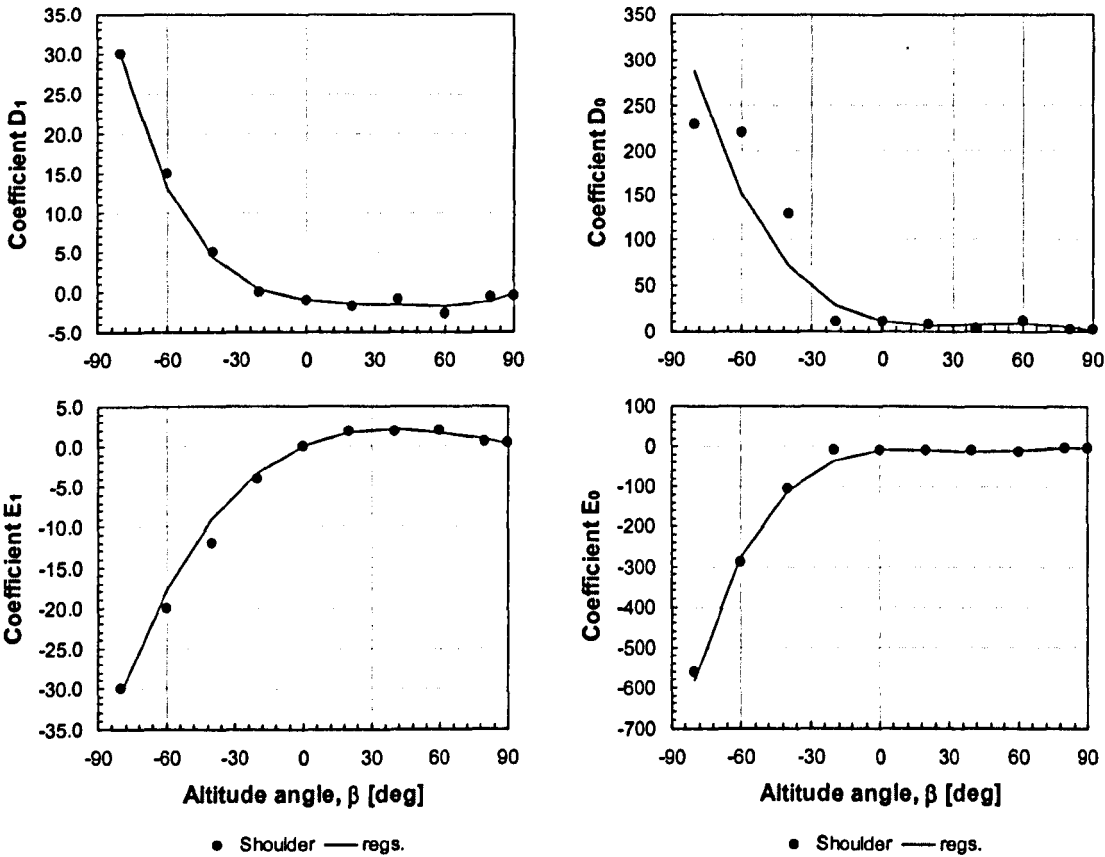 Coefficient D1
35.0
30.0
25.0
20.0
15.0
10.0
5.0
0.0
-5.0
-90 -60 -30 0 30 60 90
Coefficient D0
350
300
250
200
150
100
50
0
-90 -60 -30 0 30 60 90
Coefficient E1
5.0
0.0
-5.0
-10.0
-15.0
-20.0
-25.0
-30.0
-35.0
-90 -60 -30 0 30 60 90
Altitude angle, β [deg]
Shoulder regs.
Coefficient E0
100
0
-100
-200
-300
-400
-500
-600
-700
-90 -60 -30 0 30 60 90
Altitude angle, β [deg]
Shoulder regs.